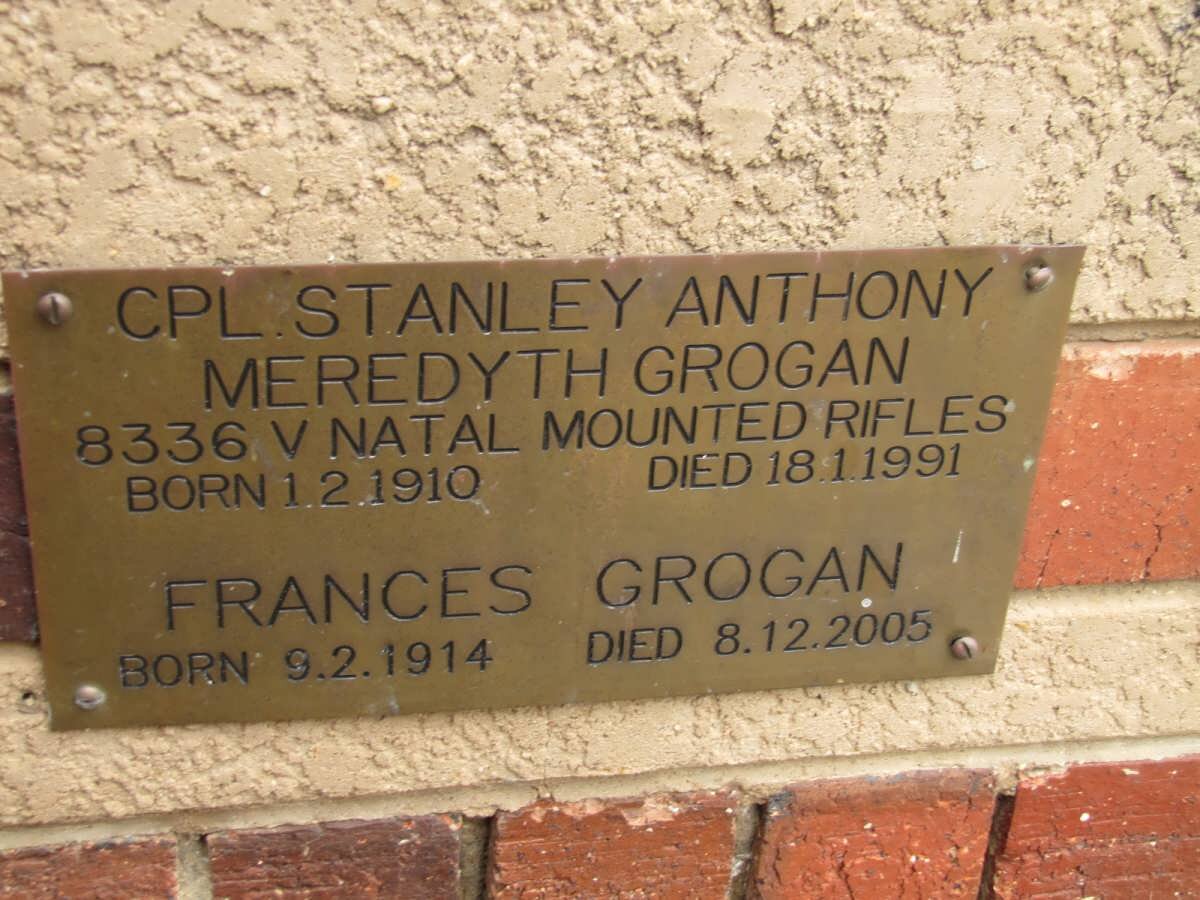 CPL. STANLEY ANTHONY
MEREDYTH GROGAN
8336 V NATAL MOUNTED RIFLES
BORN 1.2.1910 DIED 18.1.1991
FRANCES GROGAN
BORN 9.2.1914 DIED 8.12.2005